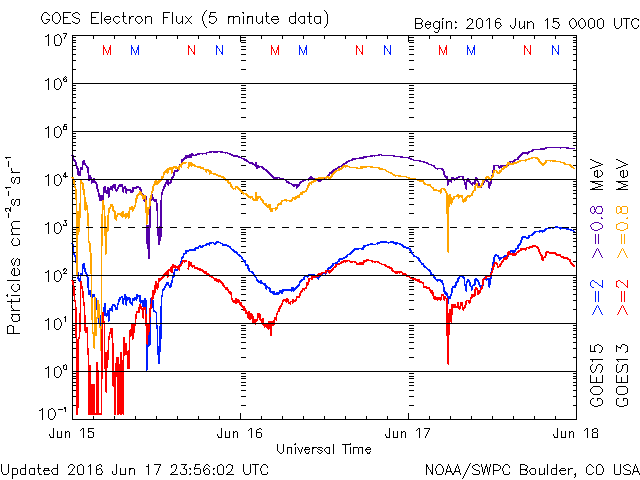 GOES Electron Flux (5 minute data)
Begin: 2016 Jun 15 0000 UTC
M M N N M M N N M M N N
10⁷
10⁶
10⁵
10⁴
10³
10²
10¹
10⁰
10⁻¹
Particles cm⁻²s⁻¹sr⁻¹
GOES15 >=2 >=0.8 MeV
GOES13 >=2 >=0.8 MeV
Jun 15 Jun 16 Jun 17 Jun 18
Universal Time
Updated 2016 Jun 17 23:56:02 UTC
NOAA/SWPC Boulder, CO USA